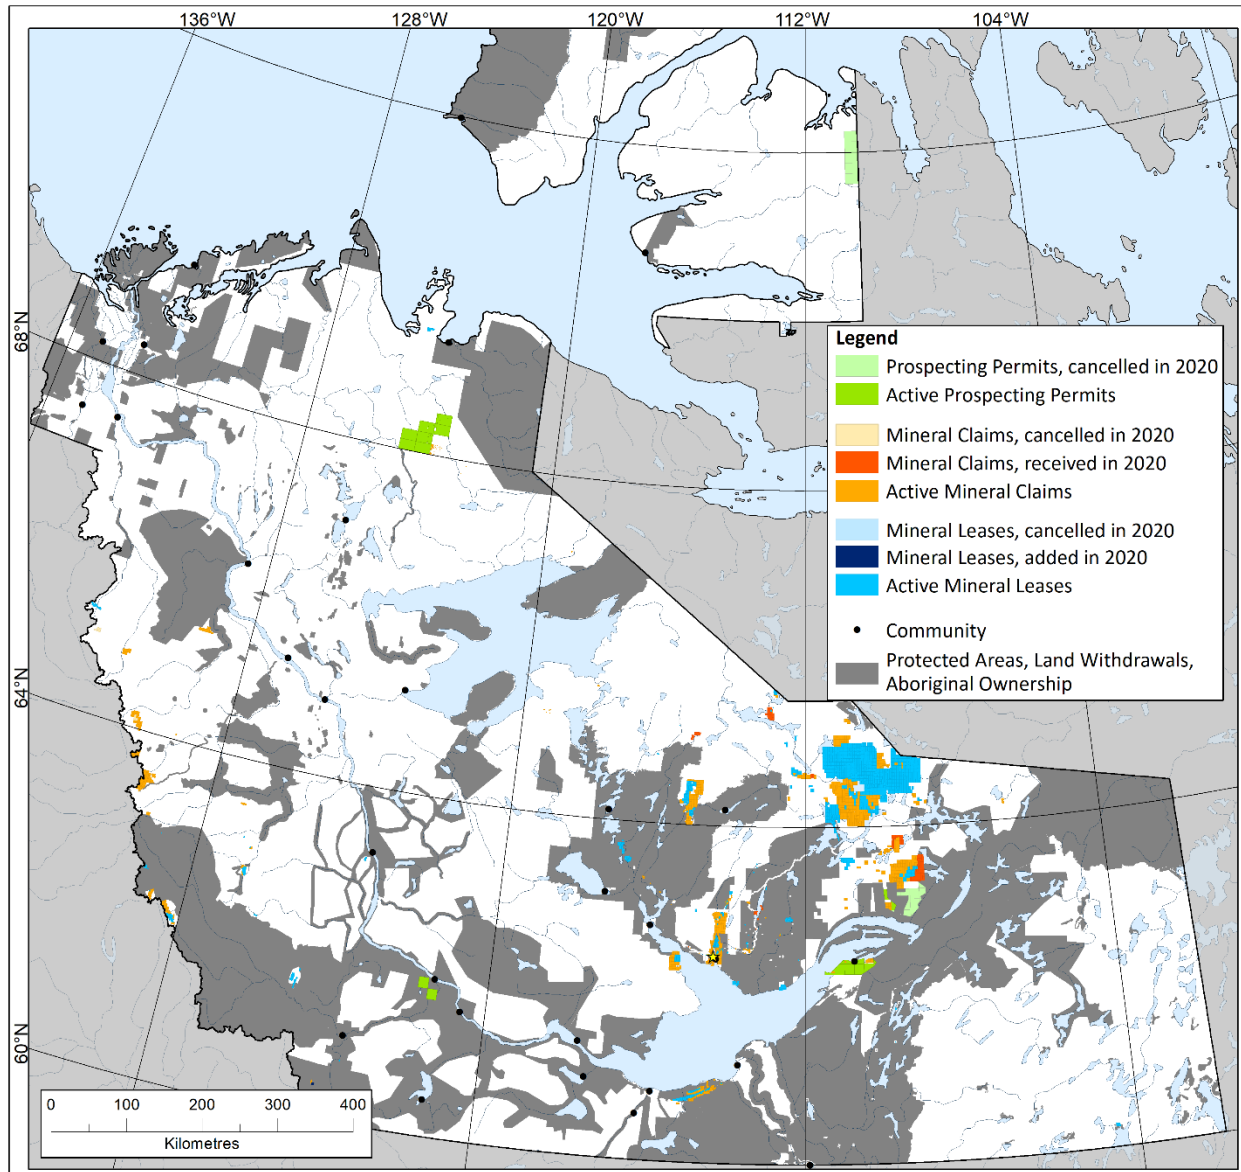 136°W
128°W
120°W
112°W
104°W
68°N
64°N
60°N
Legend
Prospecting Permits, cancelled in 2020
Active Prospecting Permits
Mineral Claims, cancelled in 2020
Mineral Claims, received in 2020
Active Mineral Claims
Mineral Leases, cancelled in 2020
Mineral Leases, added in 2020
Active Mineral Leases
Community
Protected Areas, Land Withdrawals,
Aboriginal Ownership
0 100 200 300 400
Kilometres